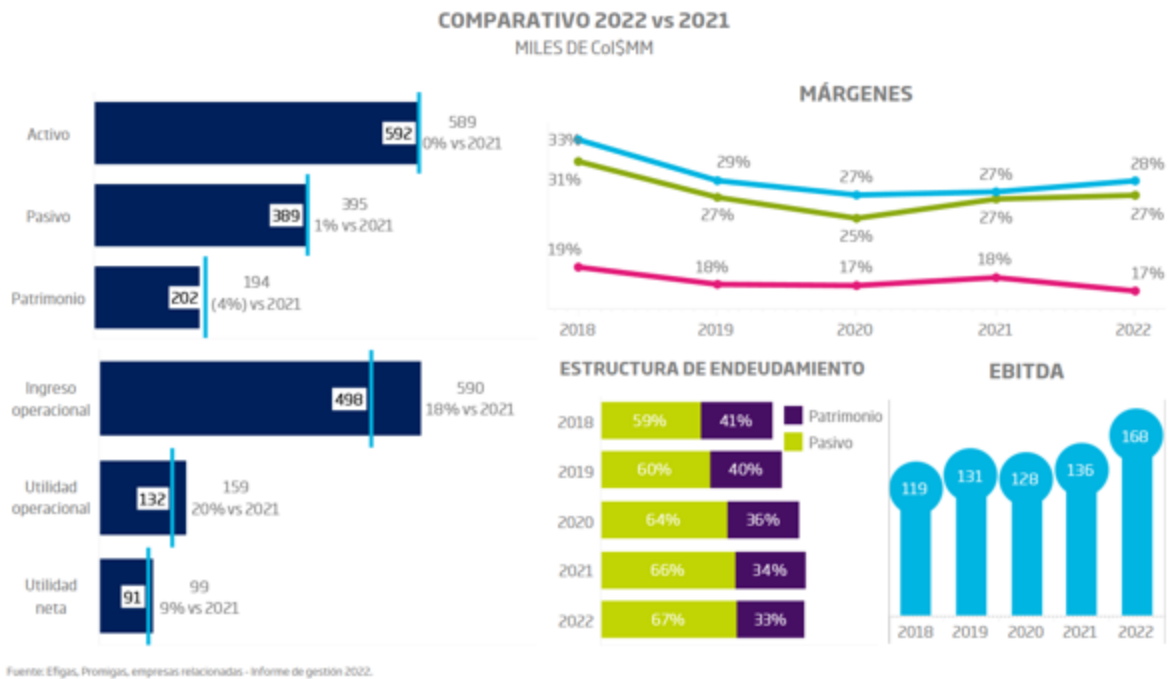 COMPARATIVO 2022 vs 2021
MILES DE Col$MM
Activo
592
589
0% vs 2021
Pasivo
389
395
1% vs 2021
Patrimonio
202
194
(4%) vs 2021
Ingreso
operacional
498
590
18% vs 2021
Utilidad
operacional
132
159
20% vs 2021
Utilidad
neta
91
99
9% vs 2021
MÁRGENES
33%
29%
27%
27%
28%
31%
27%
25%
27%
27%
19%
18%
17%
18%
17%
2018
2019
2020
2021
2022
ESTRUCTURA DE ENDEUDAMIENTO
Patrimonio
Pasivo
2018
59%
41%
2019
60%
40%
2020
64%
36%
2021
66%
34%
2022
67%
33%
EBITDA
119
131
128
136
168
2018
2019
2020
2021
2022
Fuente: Efigas, Promigas, empresas relacionadas - Informe de gestión 2022.